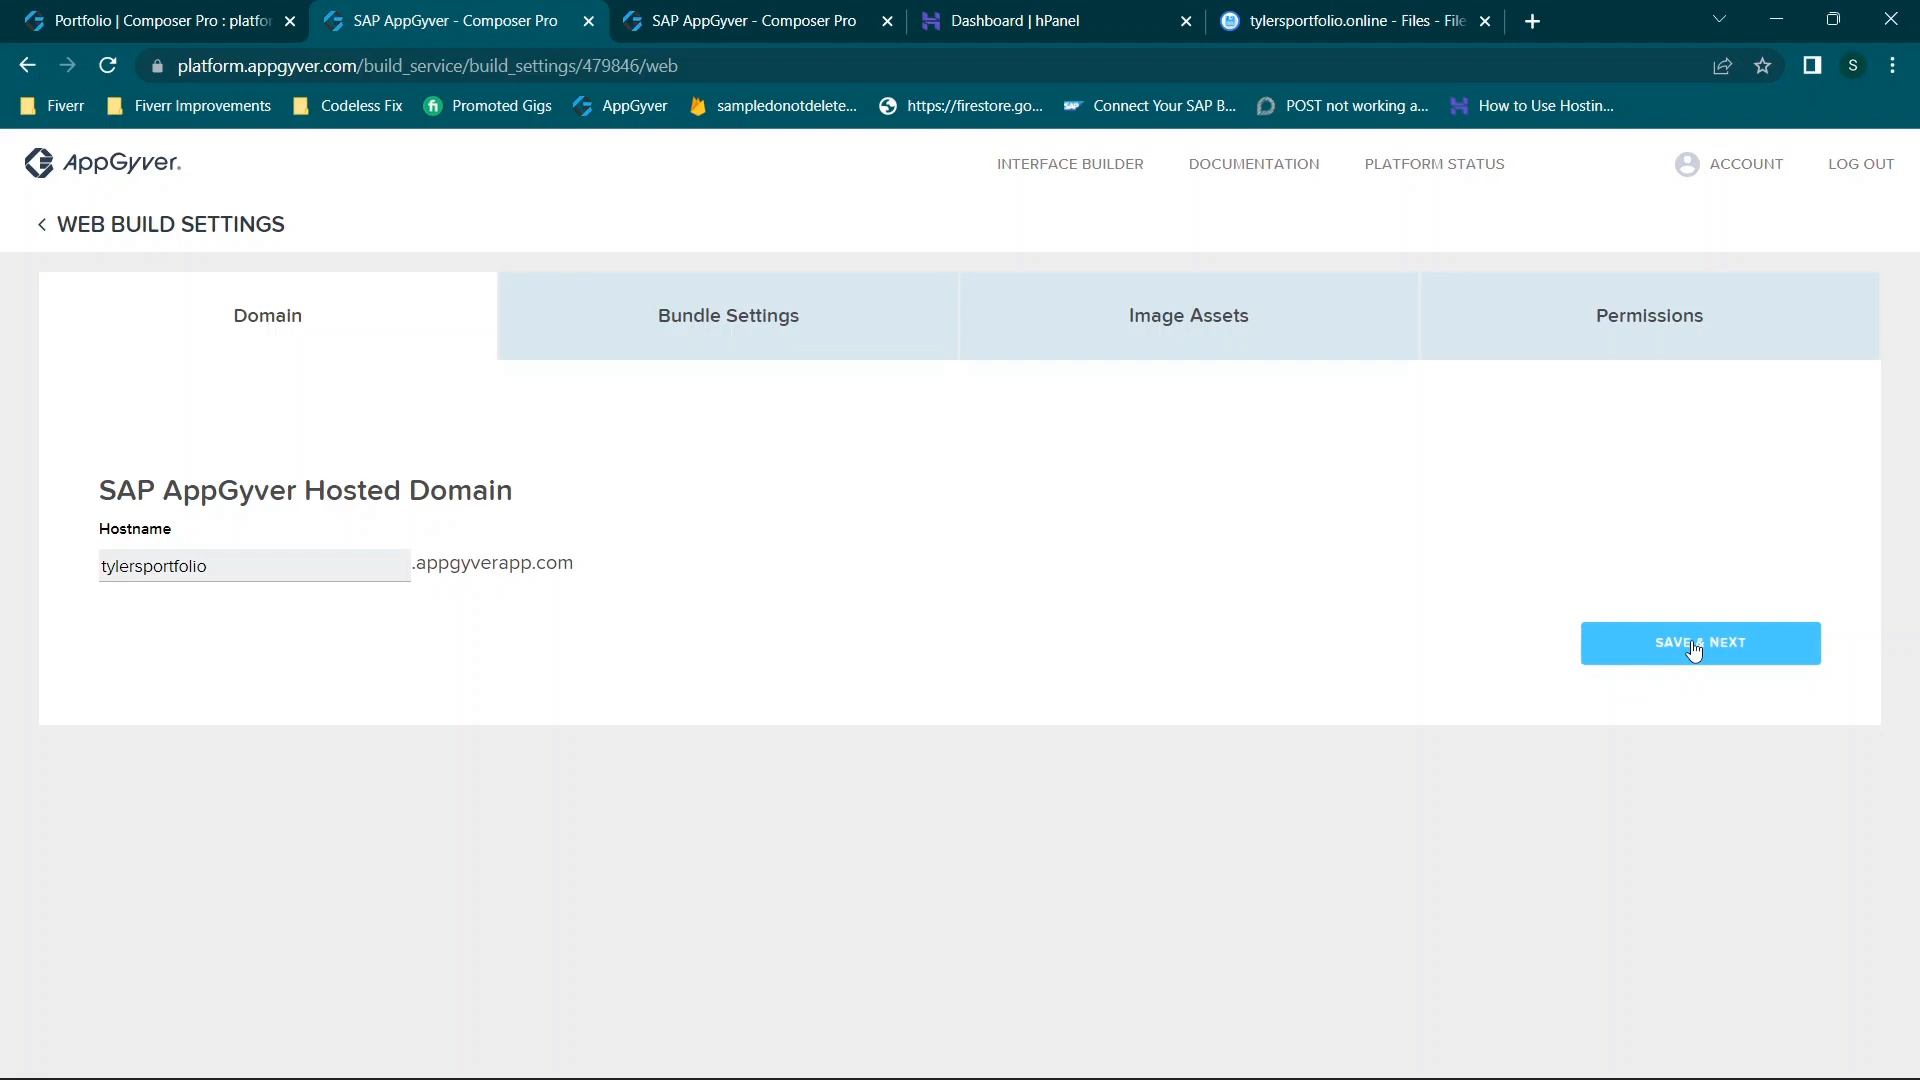 Portfolio | Composer Pro : platfor
SAP AppGyver - Composer Pro
SAP AppGyver - Composer Pro
Dashboard | hPanel
tylersportfolio.online - Files - File
platform.appgyver.com/build_service/build_settings/479846/web
S
Fiverr
Fiverr Improvements
Codeless Fix
Promoted Gigs
AppGyver
sampledonotdelete...
https://firestore.go...
Connect Your SAP B...
POST not working a...
How to Use Hostin...
AppGyver.
INTERFACE BUILDER
DOCUMENTATION
PLATFORM STATUS
ACCOUNT
LOG OUT
< WEB BUILD SETTINGS
Domain
Bundle Settings
Image Assets
Permissions
SAP AppGyver Hosted Domain
Hostname
tylersportfolio .appgyverapp.com
SAVE & NEXT